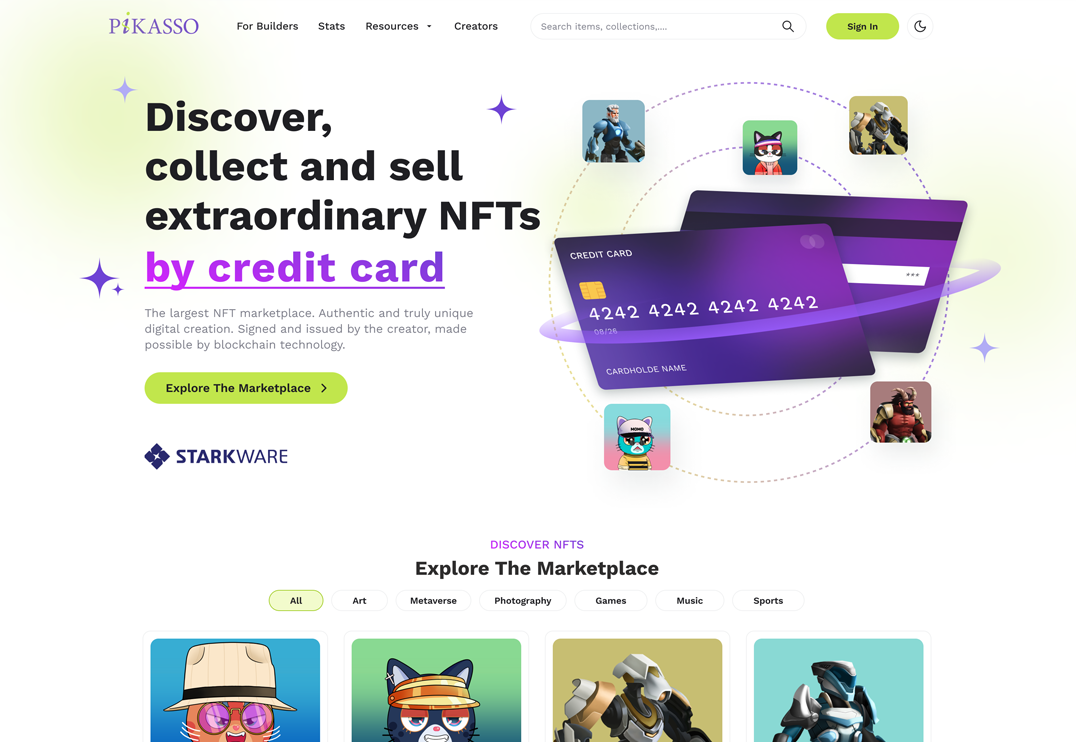 PiKASSO
For Builders
Stats
Resources
Creators
Search items, collections,....
Sign In
Discover,
collect and sell
extraordinary NFTs
by credit card
The largest NFT marketplace. Authentic and truly unique
digital creation. Signed and issued by the creator, made
possible by blockchain technology.
Explore The Marketplace
STARKWARE
CREDIT CARD
4242 4242 4242 4242
08/26
CARDHOLDE NAME
***
MONO
DISCOVER NFTS
Explore The Marketplace
All
Art
Metaverse
Photography
Games
Music
Sports